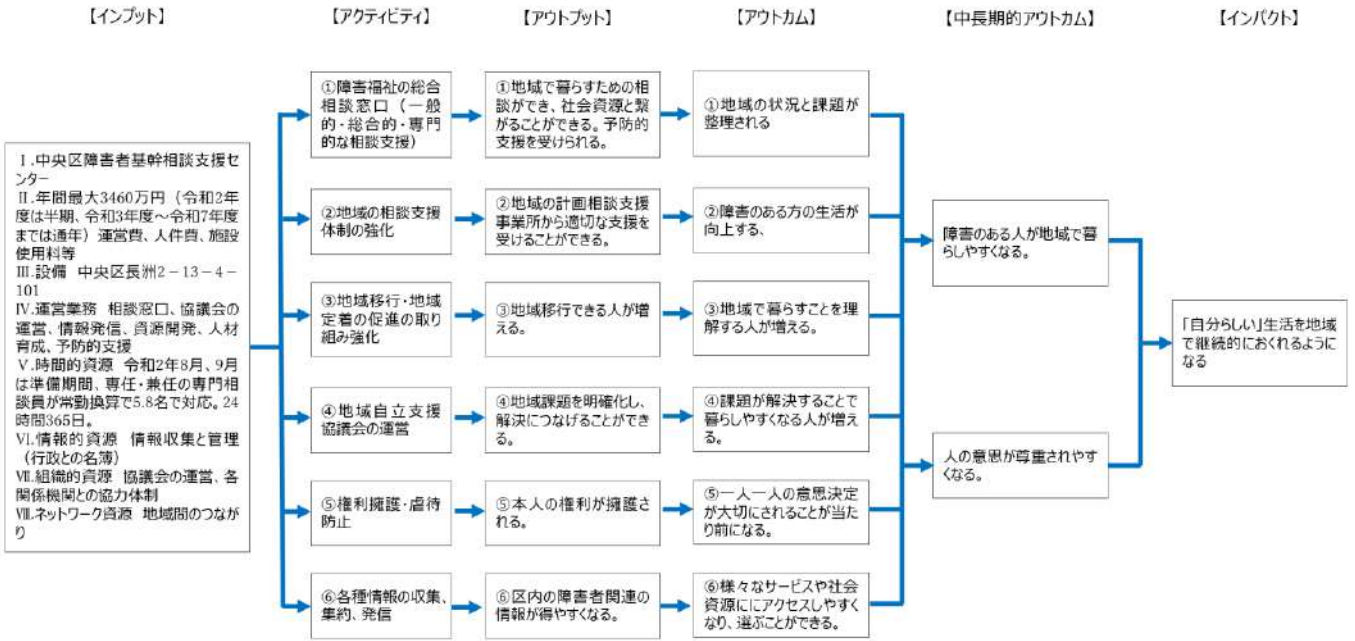 【インプット】
【アクティビティ】
【アウトプット】
【アウトカム】
【中長期的アウトカム】
【インパクト】
Ⅰ.中央区障害者基幹相談支援セ
ンター
Ⅱ.年間最大3460万円（令和2年
度は半期、令和3年度～令和7年度
までは通年）運営費、人件費、施設
使用料等
Ⅲ.設備 中央区長洲2－13－4－
101
Ⅳ.運営業務 相談窓口、協議会の
運営、情報発信、資源開発、人材
育成、予防的支援
Ⅴ.時間的資源 令和2年8月、9月
は準備期間、専任・兼任の専門相
談員が常勤換算で5.8名で対応。24
時間365日。
Ⅵ.情報的資源 情報収集と管理
（行政との名簿）
Ⅶ.組織的資源 協議会の運営、各
関係機関との協力体制
Ⅷ.ネットワーク資源 地域間のつなが
り
①障害福祉の総合
相談窓口（一般
的・総合的・専門
的な相談支援）
②地域の相談支援
体制の強化
③地域移行・地域
定着の促進の取り
組み強化
④地域自立支援
協議会の運営
⑤権利擁護・虐待
防止
⑥各種情報の収集、
集約、発信
①地域で暮らすための相
談ができ、社会資源と繋
がることができる。予防的
支援を受けられる。
②地域の計画相談支援
事業所から適切な支援を
受けることができる。
③地域移行できる人が増
える。
④地域課題を明確化し、
解決につなげることができ
る。
⑤本人の権利が擁護さ
れる。
⑥区内の障害者関連の
情報が得やすくなる。
①地域の状況と課題が
整理される
②障害のある方の生活が
向上する、
③地域で暮らすことを理
解する人が増える。
④課題が解決することで
暮らしやすくなる人が増え
る。
⑤一人一人の意思決定
が大切にされることが当た
り前になる。
⑥様々なサービスや社会
資源ににアクセスしやすく
なり、選ぶことができる。
障害のある人が地域で暮
らしやすくなる。
人の意思が尊重されやす
くなる。
「自分らしい」生活を地域
で継続的におくれるように
なる